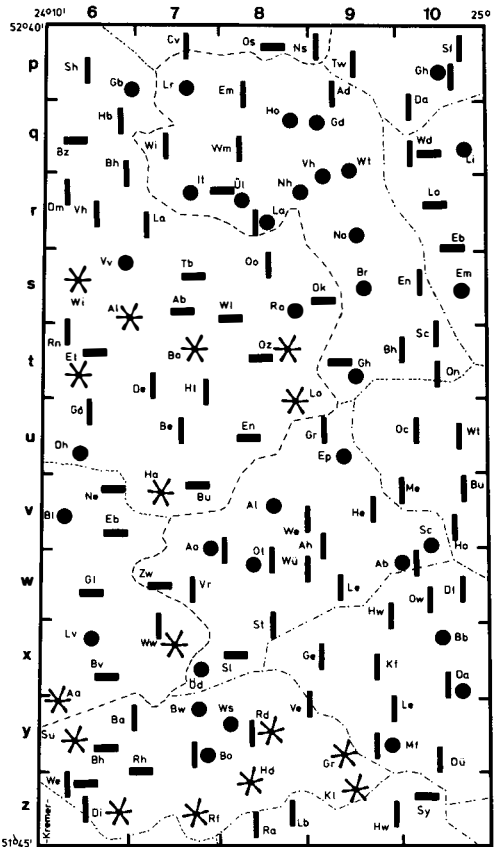 24°10' 6 7 8 9 10 25°
52°40'
Cv Os Ns Sf
p Sh Tw Gh
Gb Lr Em Ad Da
Hb Ho Gd
q Bz Wi Wm Wd Li
Bh Vh Wt
Dm Vh It Ül Nh Lo
r La La No
Eb
Vv Oo
s Wi Tb Br En Em
Al Ab Wl Ra Dk
Rn Sc
t El Ba Oz Bh
Gh On
De Hl Lo
Gd
u Be En Gr Oc Wt
Dh Ep
Ha
Ne Bu Me Bu
v Bl Al He
Eb We Ho
Ao Ot Wü Ah Ab Sc
w Gl Zw Vr Le Ow Df
Hw
Lv Ww St Bb
x Sl Ge Kf
Bv Od Da
Aa Bw Ws Ve Le
Su Ba Rd
y Bh Bo Gr Mf
Rh Dü
We Hd Kl
z Di Rf Ra Lb Hw Sy
51°45' -Kremer-